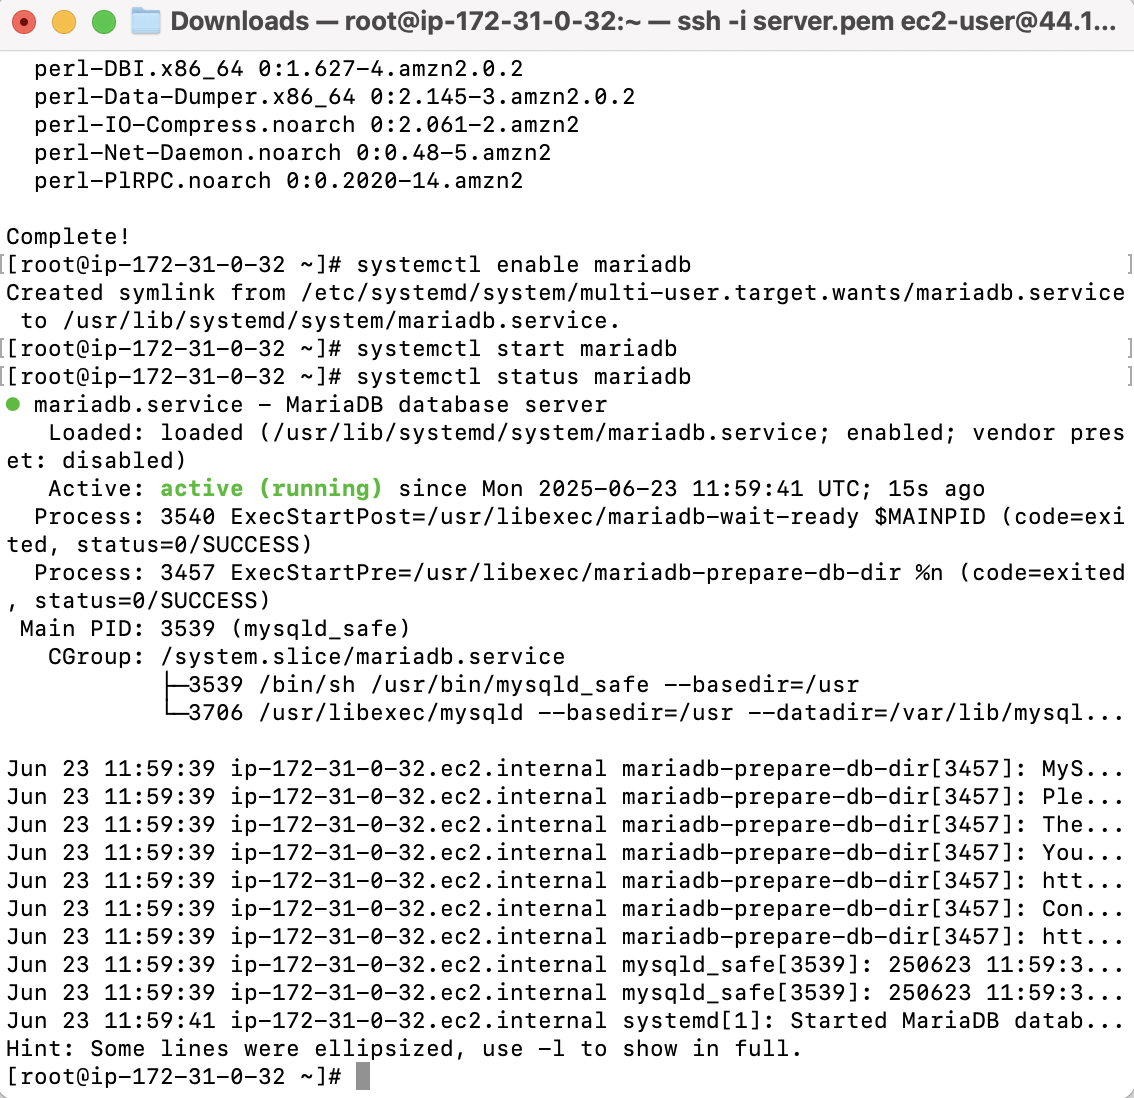 Downloads — root@ip-172-31-0-32:~ — ssh -i server.pem ec2-user@44.1...
perl-DBI.x86_64 0:1.627-4.amzn2.0.2
perl-Data-Dumper.x86_64 0:2.145-3.amzn2.0.2
perl-IO-Compress.noarch 0:2.061-2.amzn2
perl-Net-Daemon.noarch 0:0.48-5.amzn2
perl-PlRPC.noarch 0:0.2020-14.amzn2
Complete!
[root@ip-172-31-0-32 ~]# systemctl enable mariadb
Created symlink from /etc/systemd/system/multi-user.target.wants/mariadb.service
to /usr/lib/systemd/system/mariadb.service.
[root@ip-172-31-0-32 ~]# systemctl start mariadb
[root@ip-172-31-0-32 ~]# systemctl status mariadb
● mariadb.service - MariaDB database server
Loaded: loaded (/usr/lib/systemd/system/mariadb.service; enabled; vendor pres
et: disabled)
Active: active (running) since Mon 2025-06-23 11:59:41 UTC; 15s ago
Process: 3540 ExecStartPost=/usr/libexec/mariadb-wait-ready $MAINPID (code=exi
ted, status=0/SUCCESS)
Process: 3457 ExecStartPre=/usr/libexec/mariadb-prepare-db-dir %n (code=exited
, status=0/SUCCESS)
Main PID: 3539 (mysqld_safe)
CGroup: /system.slice/mariadb.service
├─3539 /bin/sh /usr/bin/mysqld_safe --basedir=/usr
└─3706 /usr/libexec/mysqld --basedir=/usr --datadir=/var/lib/mysql...
Jun 23 11:59:39 ip-172-31-0-32.ec2.internal mariadb-prepare-db-dir[3457]: MyS...
Jun 23 11:59:39 ip-172-31-0-32.ec2.internal mariadb-prepare-db-dir[3457]: Ple...
Jun 23 11:59:39 ip-172-31-0-32.ec2.internal mariadb-prepare-db-dir[3457]: The...
Jun 23 11:59:39 ip-172-31-0-32.ec2.internal mariadb-prepare-db-dir[3457]: You...
Jun 23 11:59:39 ip-172-31-0-32.ec2.internal mariadb-prepare-db-dir[3457]: htt...
Jun 23 11:59:39 ip-172-31-0-32.ec2.internal mariadb-prepare-db-dir[3457]: Con...
Jun 23 11:59:39 ip-172-31-0-32.ec2.internal mariadb-prepare-db-dir[3457]: htt...
Jun 23 11:59:39 ip-172-31-0-32.ec2.internal mysqld_safe[3539]: 250623 11:59:3...
Jun 23 11:59:39 ip-172-31-0-32.ec2.internal mysqld_safe[3539]: 250623 11:59:3...
Jun 23 11:59:41 ip-172-31-0-32.ec2.internal systemd[1]: Started MariaDB datab...
Hint: Some lines were ellipsized, use -l to show in full.
[root@ip-172-31-0-32 ~]#